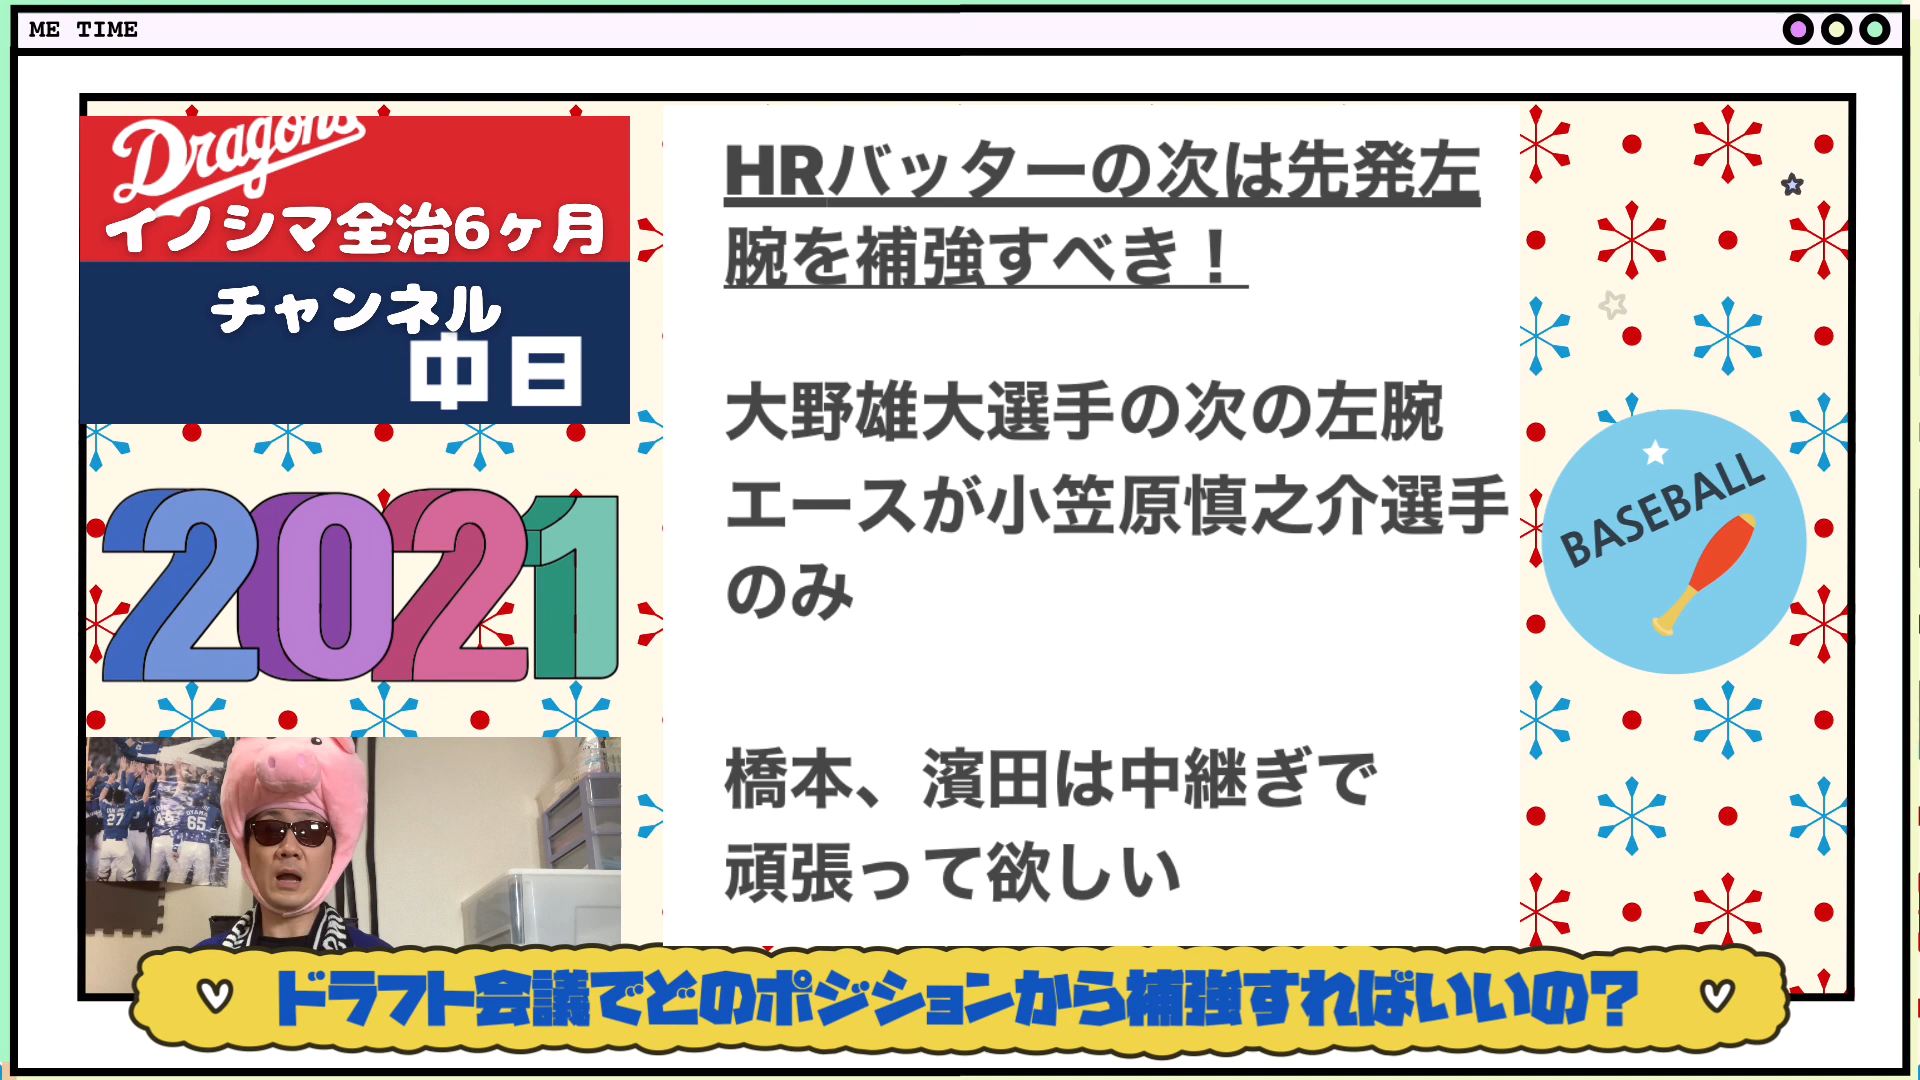 ME TIME
Dragons
イノシマ全治6ヶ月
チャンネル
中日
2021
HRバッターの次は先発左
腕を補強すべき！
大野雄大選手の次の左腕
エースが小笠原慎之介選手
のみ
橋本、濱田は中継ぎで
頑張って欲しい
BASEBALL
27
65
ドラフト会議でどのポジションから補強すればいいの？